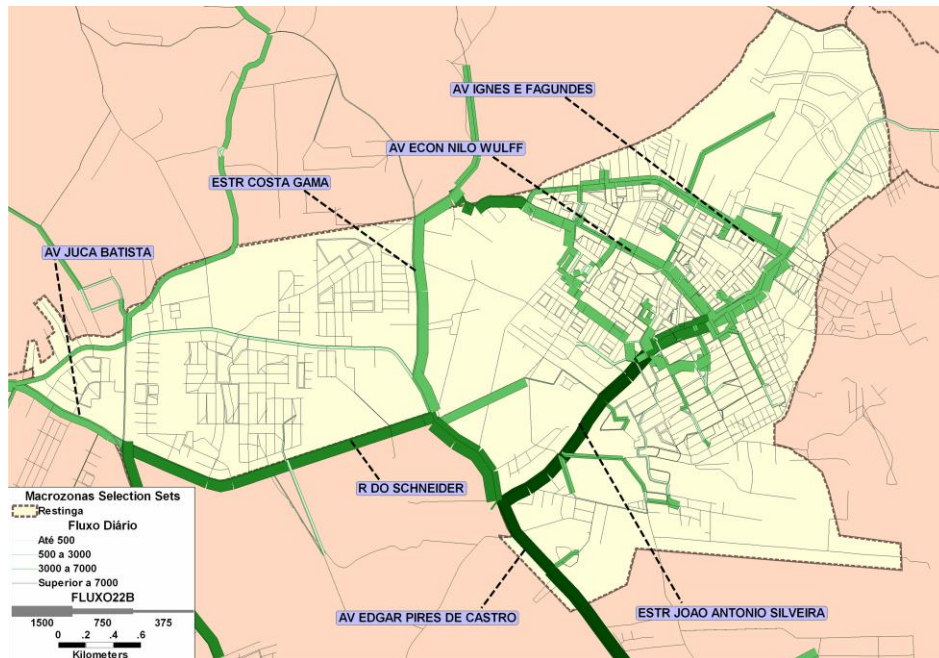 AV IGNES E FAGUNDES
AV ECON NILO WULFF
ESTR COSTA GAMA
AV JUCA BATISTA
R DO SCHNEIDER
AV EDGAR PIRES DE CASTRO
ESTR JOAO ANTONIO SILVEIRA
Macrozonas Selection Sets
Restinga
Fluxo Diário
Até 500
500 a 3000
3000 a 7000
Superior a 7000
FLUXO22B
1500 750 375
0 .2 .4 .6
Kilometers